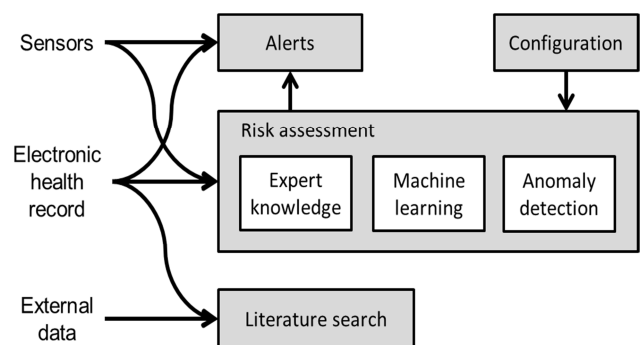 Sensors
Alerts
Configuration
Risk assessment
Electronic
health
record
Expert
knowledge
Machine
learning
Anomaly
detection
External
data
Literature search